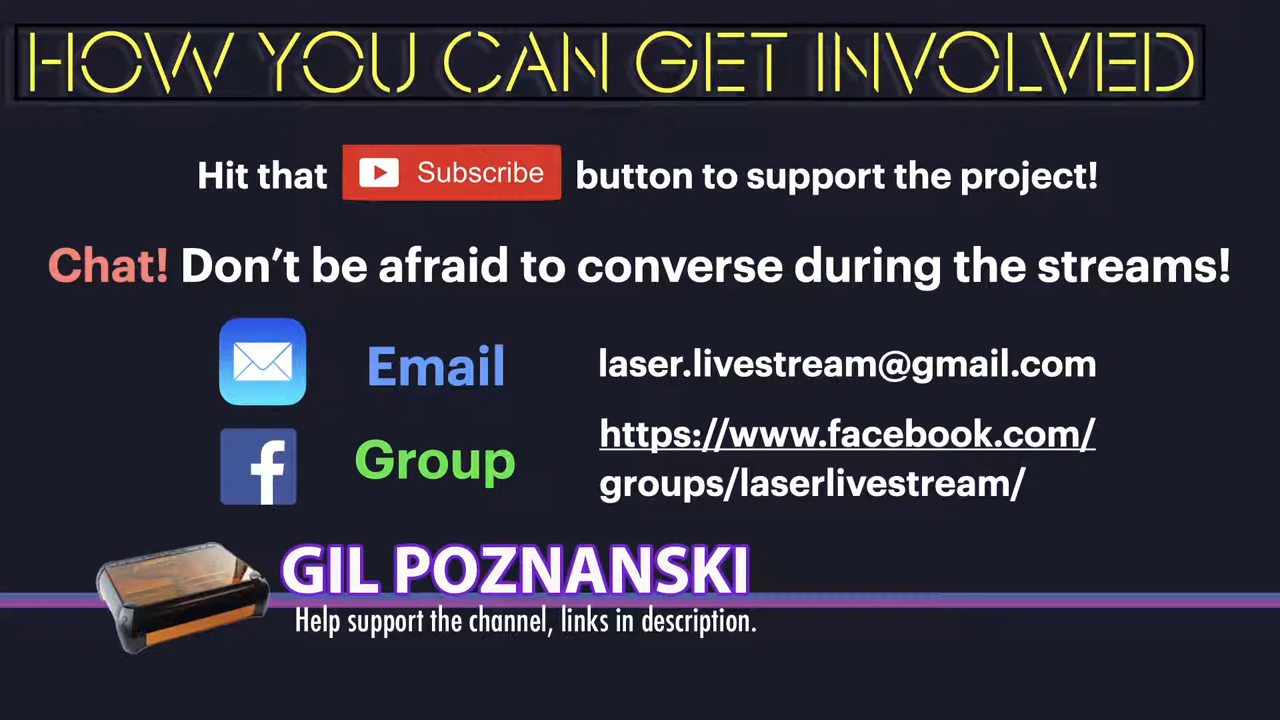 HOW YOU CAN GET INVOLVED
Hit that Subscribe button to support the project!
Chat! Don't be afraid to converse during the streams!
Email laser.livestream@gmail.com
Group https://www.facebook.com/
groups/laserlivestream/
GIL POZNANSKI
Help support the channel, links in description.